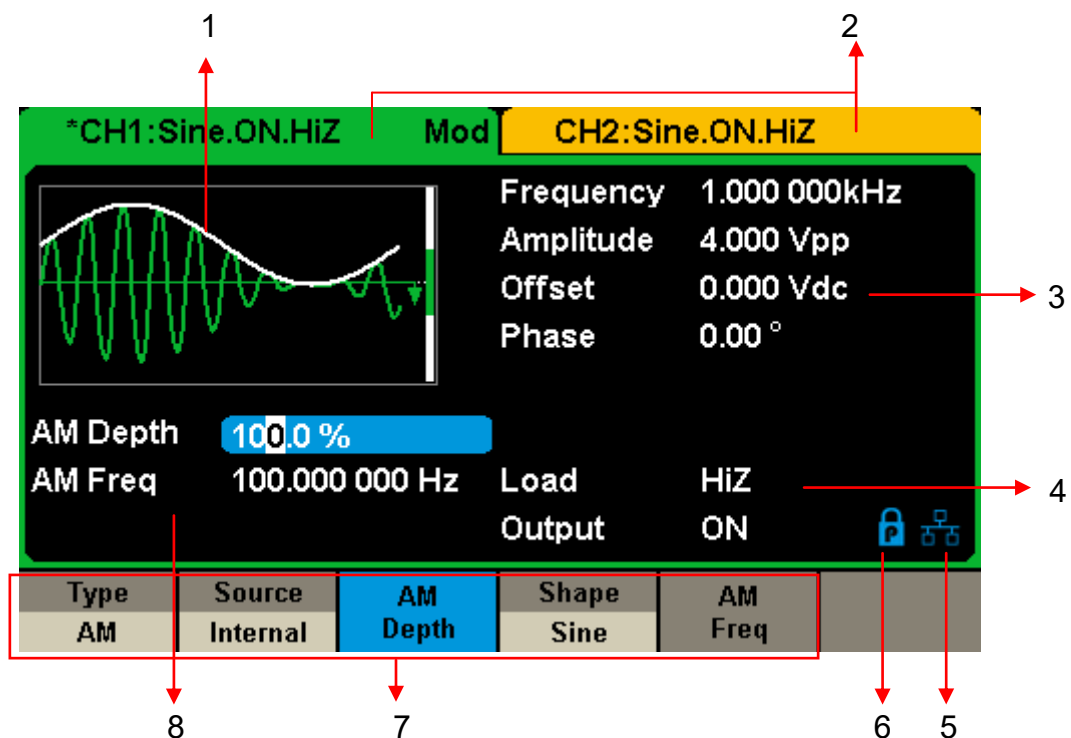 1 2
*CH1:Sine.ON.HiZ Mod CH2:Sine.ON.HiZ
Frequency 1.000 000kHz
Amplitude 4.000 Vpp
Offset 0.000 Vdc
3
Phase 0.00 °
AM Depth 100.0 %
AM Freq 100.000 000 Hz Load HiZ
4
Output ON P
Type Source AM Shape AM
AM Internal Depth Sine Freq
8 7 6 5